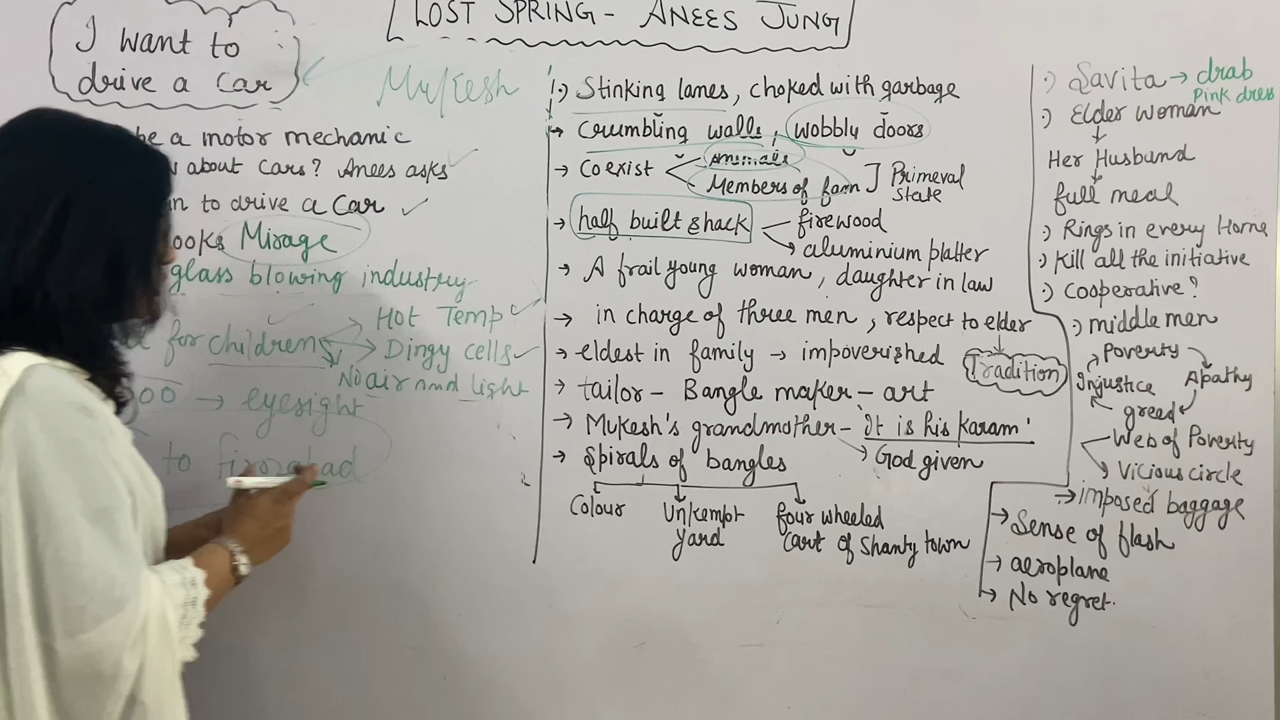 LOST SPRING - ANEES JUNG
I want to
drive a car
Mukesh
be a motor mechanic
about cars? Anees asks
to drive a car
ooks Mirage
glass blowing industry
for children
Hot Temp
Dingy cells
No air and light
000 → eyesight
to firozabad
Stinking lanes, choked with garbage
→ Crumbling walls, wobbly doors
→ Coexist
animals
Members of fam
Primeval
State
→ half built shack
firewood
aluminium platter
→ A frail young woman, daughter in law
→ in charge of three men, respect to elder
Tradition
→ eldest in family → impoverished
→ tailor - Bangle maker - art
→ Mukesh's grandmother - 'It is his karam'
God given
→ Spirals of bangles
Colour
Unkempt
yard
four wheeled
cart of Shanty town
:) Savita → drab
Pink dress
:) Elder woman
Her Husband
full meal
:) Rings in every Home
:) Kill all the initiative
:) Cooperative?
:) middle men
Poverty
Apathy
greed
Injustice
Web of Poverty
Vicious circle
→ imposed baggage
→ Sense of flash
→ aeroplane
→ No regret.